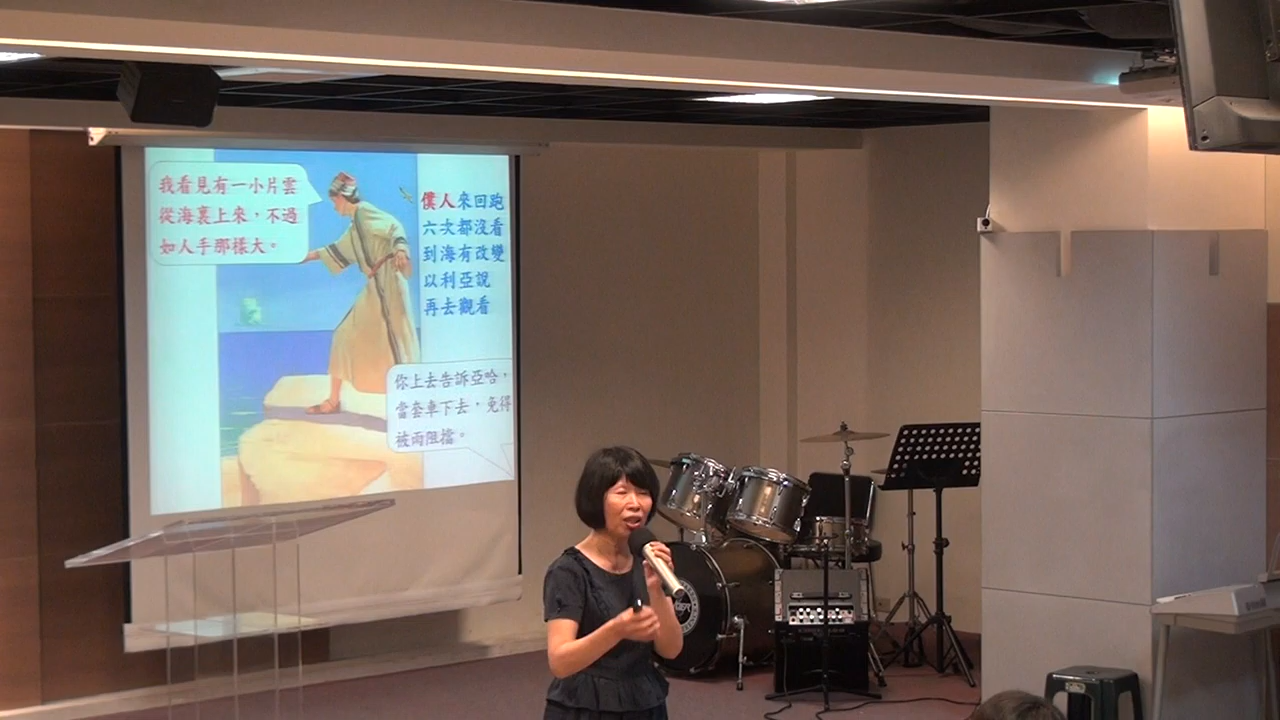 我看見有一小片雲
從海裏上來，不過
如人手那樣大。
僕人來回跑
六次都沒看
到海有改變
以利亞說
再去觀看
你上去告訴亞哈，
當套車下去，免得
被雨阻擋。